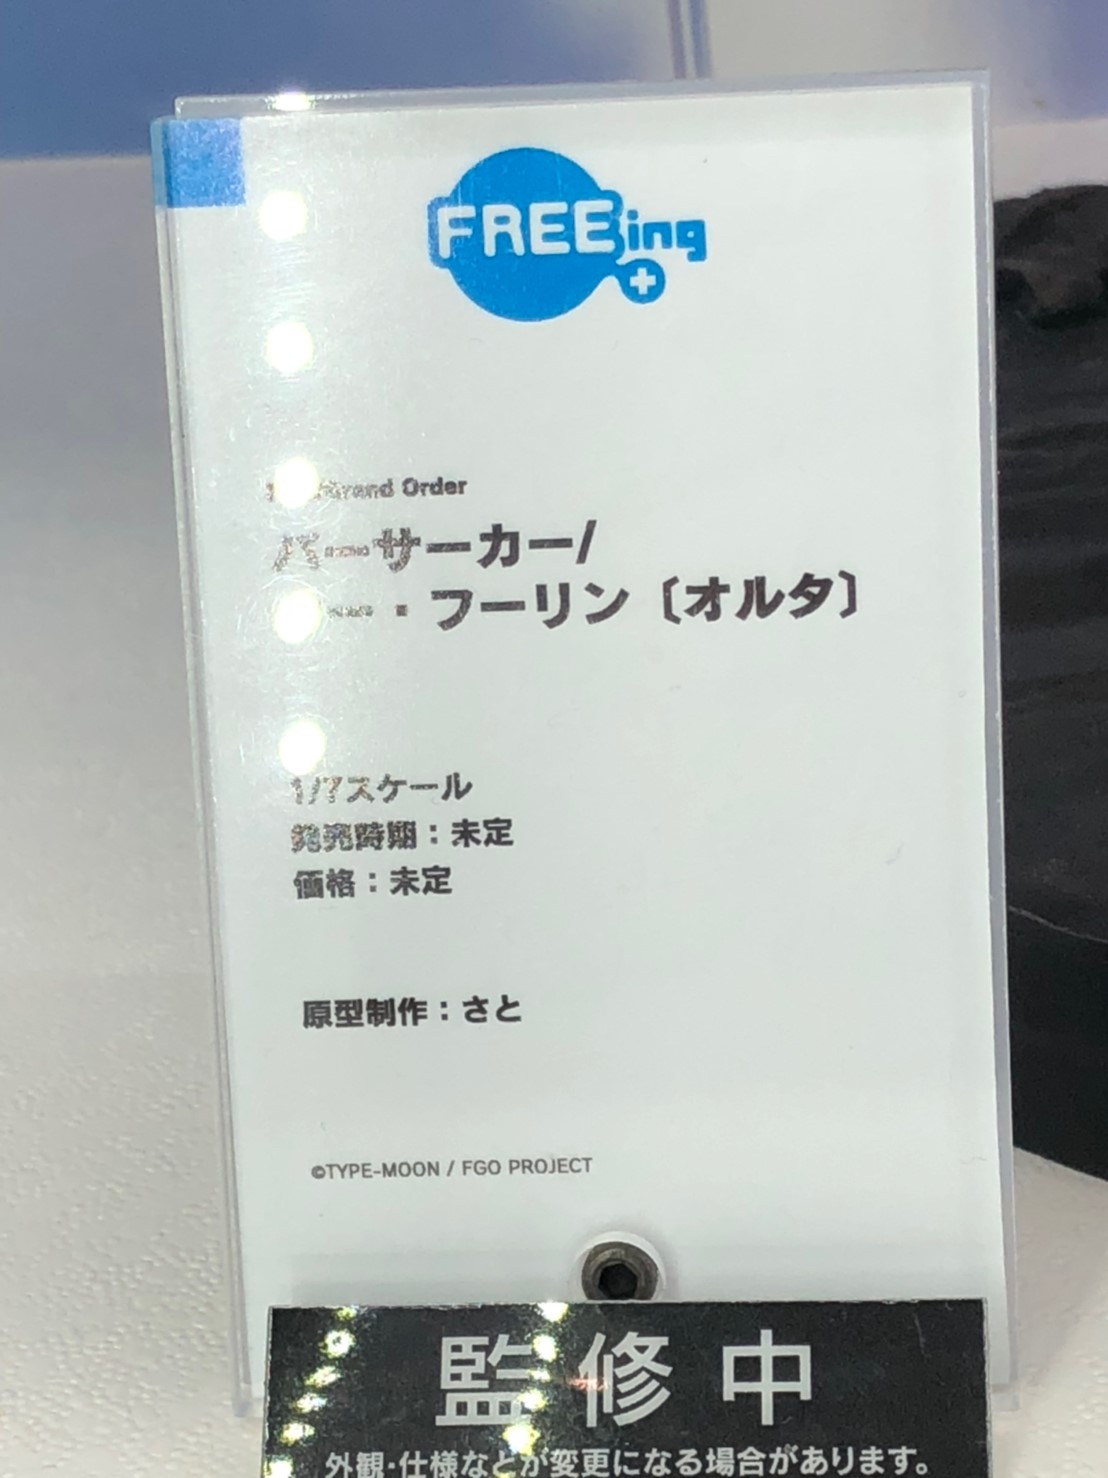 FREEing
Grand Order
バーサーカー/
・フーリン〔オルタ〕
1/7スケール
発売時期：未定
価格：未定
原型制作：さと
©TYPE-MOON / FGO PROJECT
監修中
外観･仕様などが変更になる場合があります。